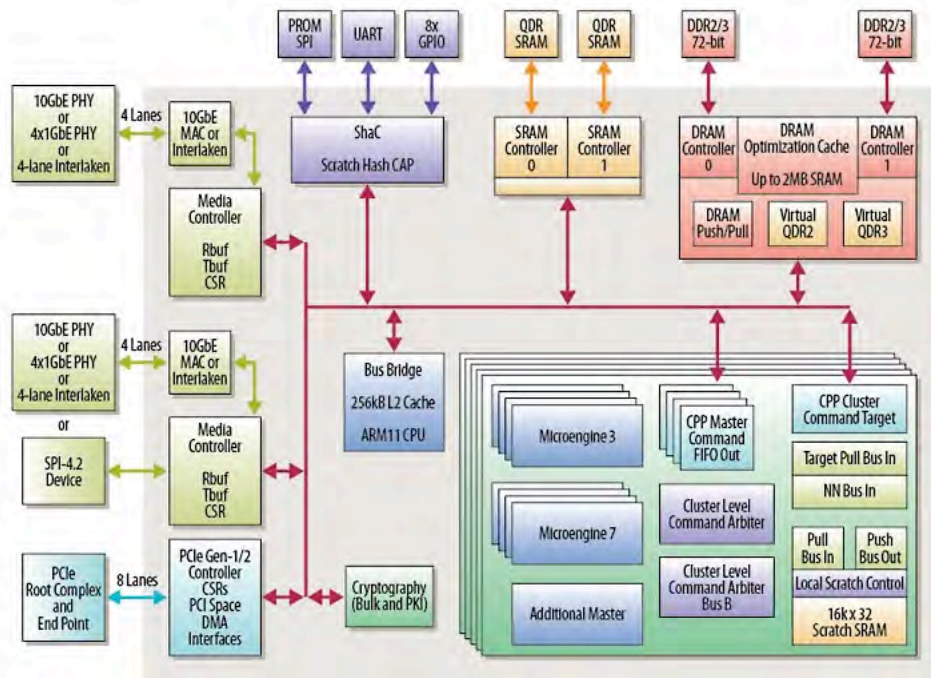 PROM
SPI
UART
8x
GPIO
QDR
SRAM
QDR
SRAM
DDR2/3
72-bit
DDR2/3
72-bit
10GbE PHY
or
4x1GbE PHY
or
4-lane Interlaken
4 Lanes
10GbE
MAC or
Interlaken
ShaC
Scratch Hash CAP
SRAM
Controller
0
SRAM
Controller
1
DRAM
Controller
0
DRAM
Optimization Cache
Up to 2MB SRAM
DRAM
Controller
1
DRAM
Push/Pull
Virtual
QDR2
Virtual
QDR3
Media
Controller
Rbuf
Tbuf
CSR
10GbE PHY
or
4x1GbE PHY
or
4-lane Interlaken
4 Lanes
10GbE
MAC or
Interlaken
or
SPI-4.2
Device
Media
Controller
Rbuf
Tbuf
CSR
PCIe
Root Complex
and
End Point
8 Lanes
PCIe Gen-1/2
Controller
CSRs
PCI Space
DMA
Interfaces
Bus Bridge
256kB L2 Cache
ARM11 CPU
Cryptography
(Bulk and PKI)
Microengine 3
Microengine 7
Additional Master
CPP Master
Command
FIFO Out
Cluster Level
Command Arbiter
Cluster Level
Command Arbiter
Bus B
CPP Cluster
Command Target
Target Pull Bus In
NN Bus In
Pull
Bus In
Push
Bus Out
Local Scratch Control
16k x 32
Scratch SRAM